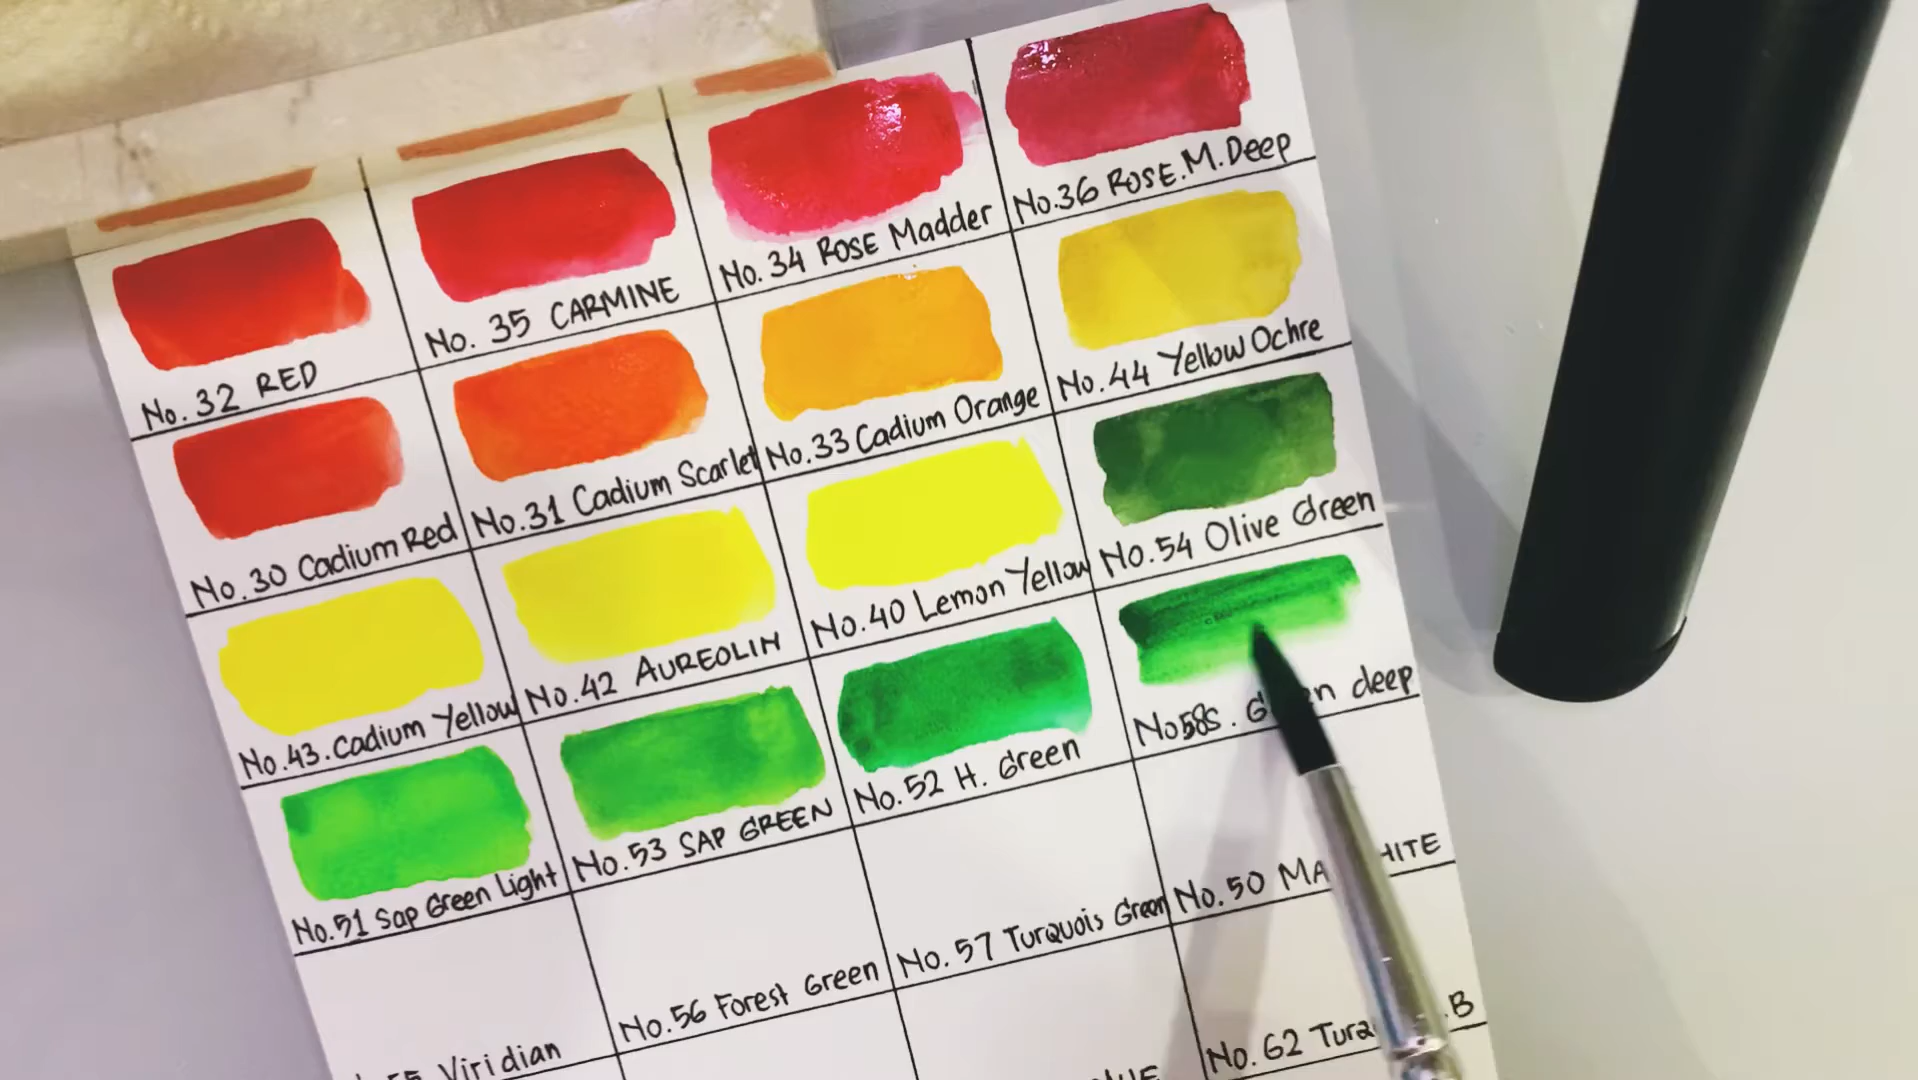 No. 32 RED
No. 35 CARMINE
No. 34 ROSE Madder
No.36 ROSE.M.Deep
No. 30 Cadium Red
No.31 Cadium Scarlet
No.33 Cadium Orange
No.44 Yellow Ochre
No.43.Cadium Yellow
No.42 AUREOLIN
No.40 Lemon Yellow
No.54 Olive Green
No.51 Sap Green Light
No.53 SAP GREEN
No.52 H. Green
No58S. deep
Viridian
No.56 Forest Green
No.57 Turquois Green
No.50
No.62